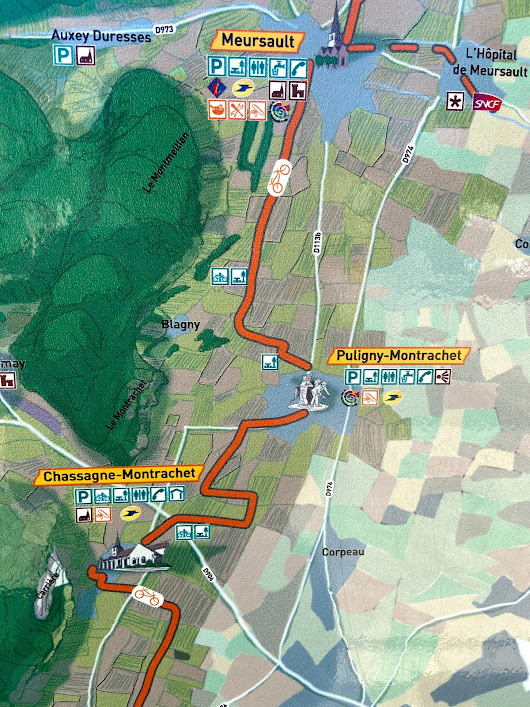 D973
Auxey Duresses
P
Meursault
P
i
L'Hôpital
de Meursault
SNCF
Le Montmellian
D974
D113b
Co
Blagny
Puligny-Montrachet
P
may
Le Montrachet
Chassagne-Montrachet
P
D974
Corpeau
D906